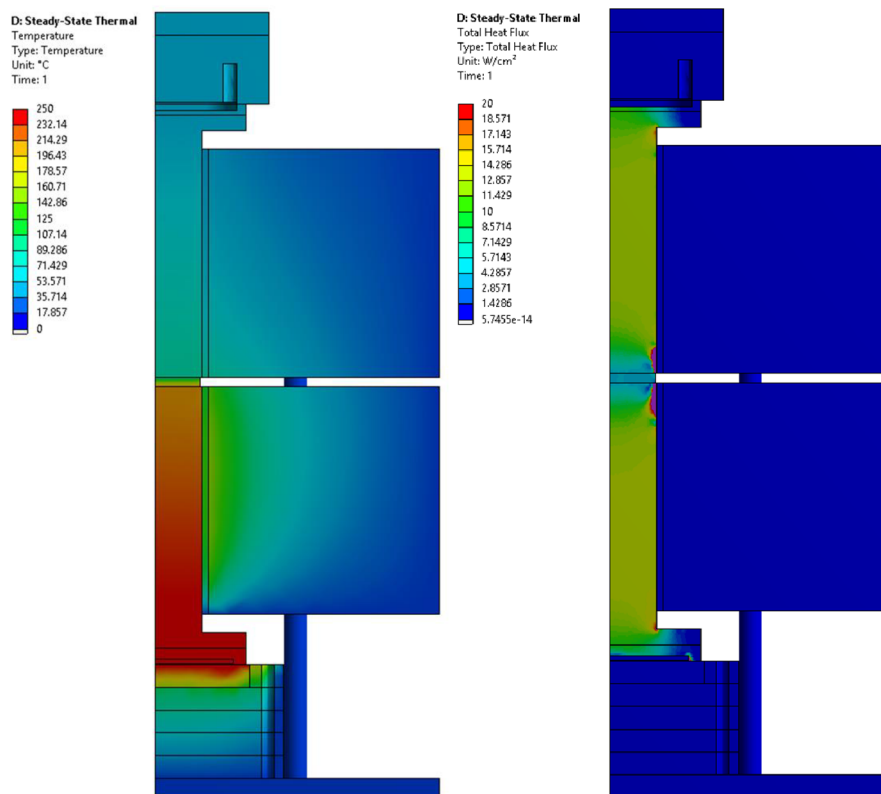 D: Steady-State Thermal
Temperature
Type: Temperature
Unit: °C
Time: 1
250
232.14
214.29
196.43
178.57
160.71
142.86
125
107.14
89.286
71.429
53.571
35.714
17.857
0
D: Steady-State Thermal
Total Heat Flux
Type: Total Heat Flux
Unit: W/cm²
Time: 1
20
18.571
17.143
15.714
14.286
12.857
11.429
10
8.5714
7.1429
5.7143
4.2857
2.8571
1.4286
5.7455e-14